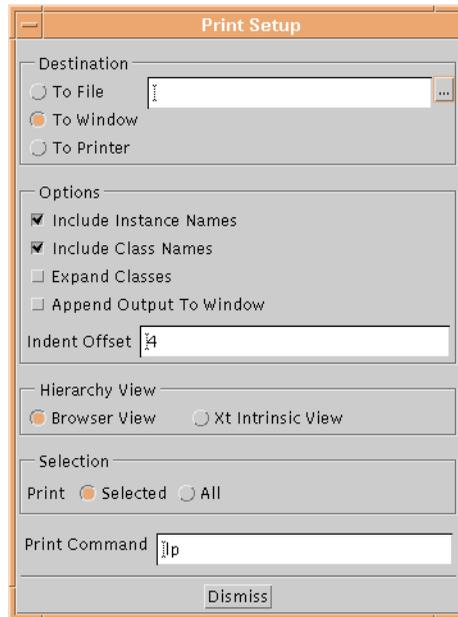 Print Setup
Destination
To File
...
To Window
To Printer
Options
Include Instance Names
Include Class Names
Expand Classes
Append Output To Window
Indent Offset 4
Hierarchy View
Browser View Xt Intrinsic View
Selection
Print Selected All
Print Command lp
Dismiss